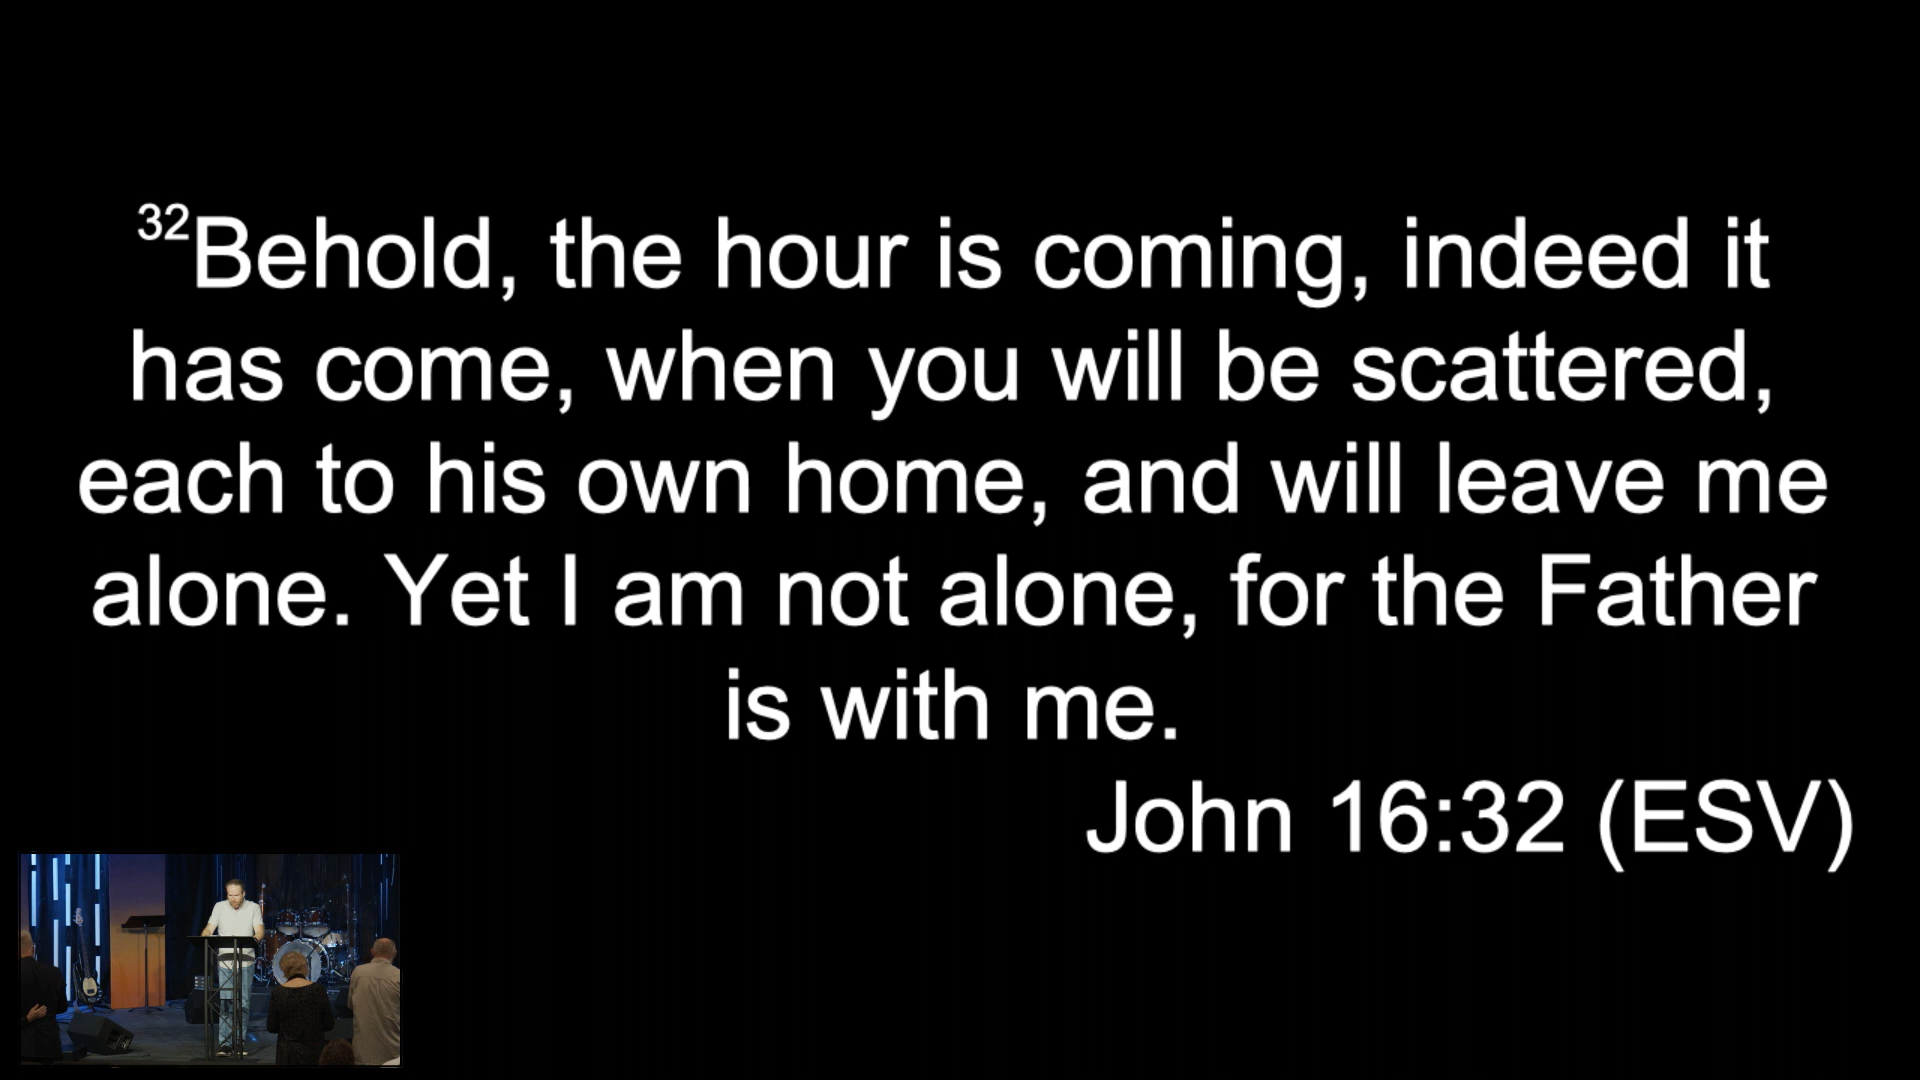 32Behold, the hour is coming, indeed it
has come, when you will be scattered,
each to his own home, and will leave me
alone. Yet I am not alone, for the Father
is with me.
John 16:32 (ESV)